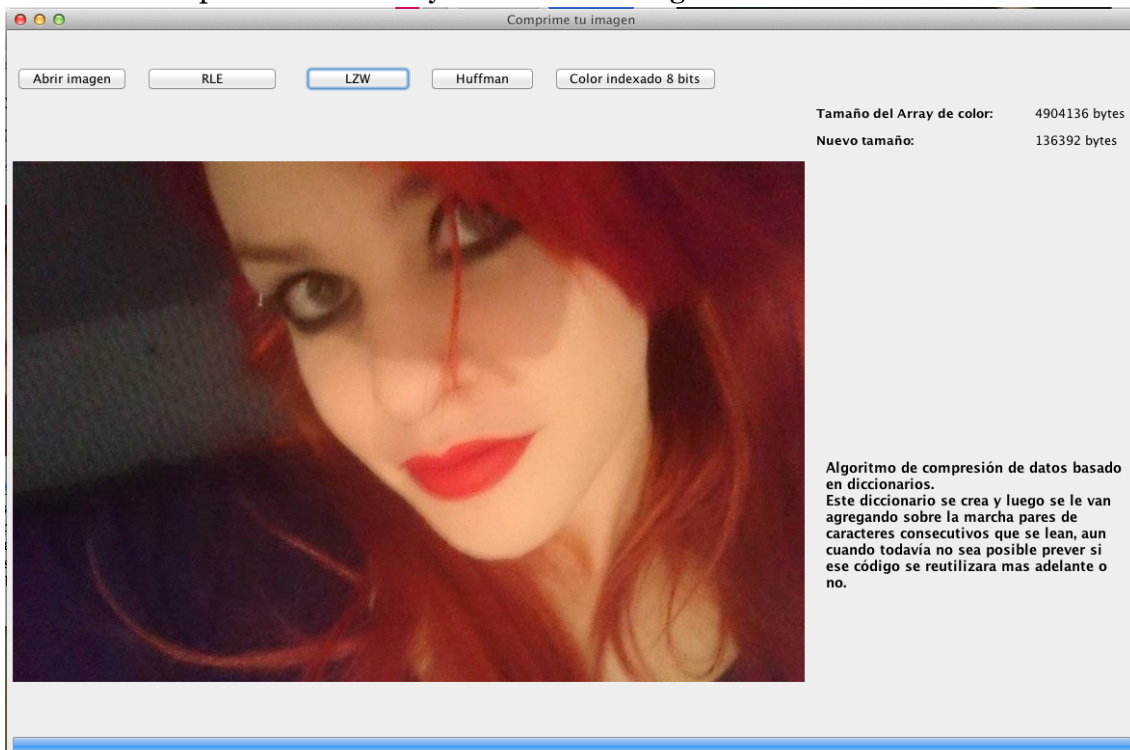 Comprime tu imagen
Abrir imagen RLE LZW Huffman Color indexado 8 bits
Tamaño del Array de color: 4904136 bytes
Nuevo tamaño: 136392 bytes
Algoritmo de compresión de datos basado
en diccionarios.
Este diccionario se crea y luego se le van
agregando sobre la marcha pares de
caracteres consecutivos que se lean, aun
cuando todavía no sea posible prever si
ese código se reutilizara mas adelante o
no.